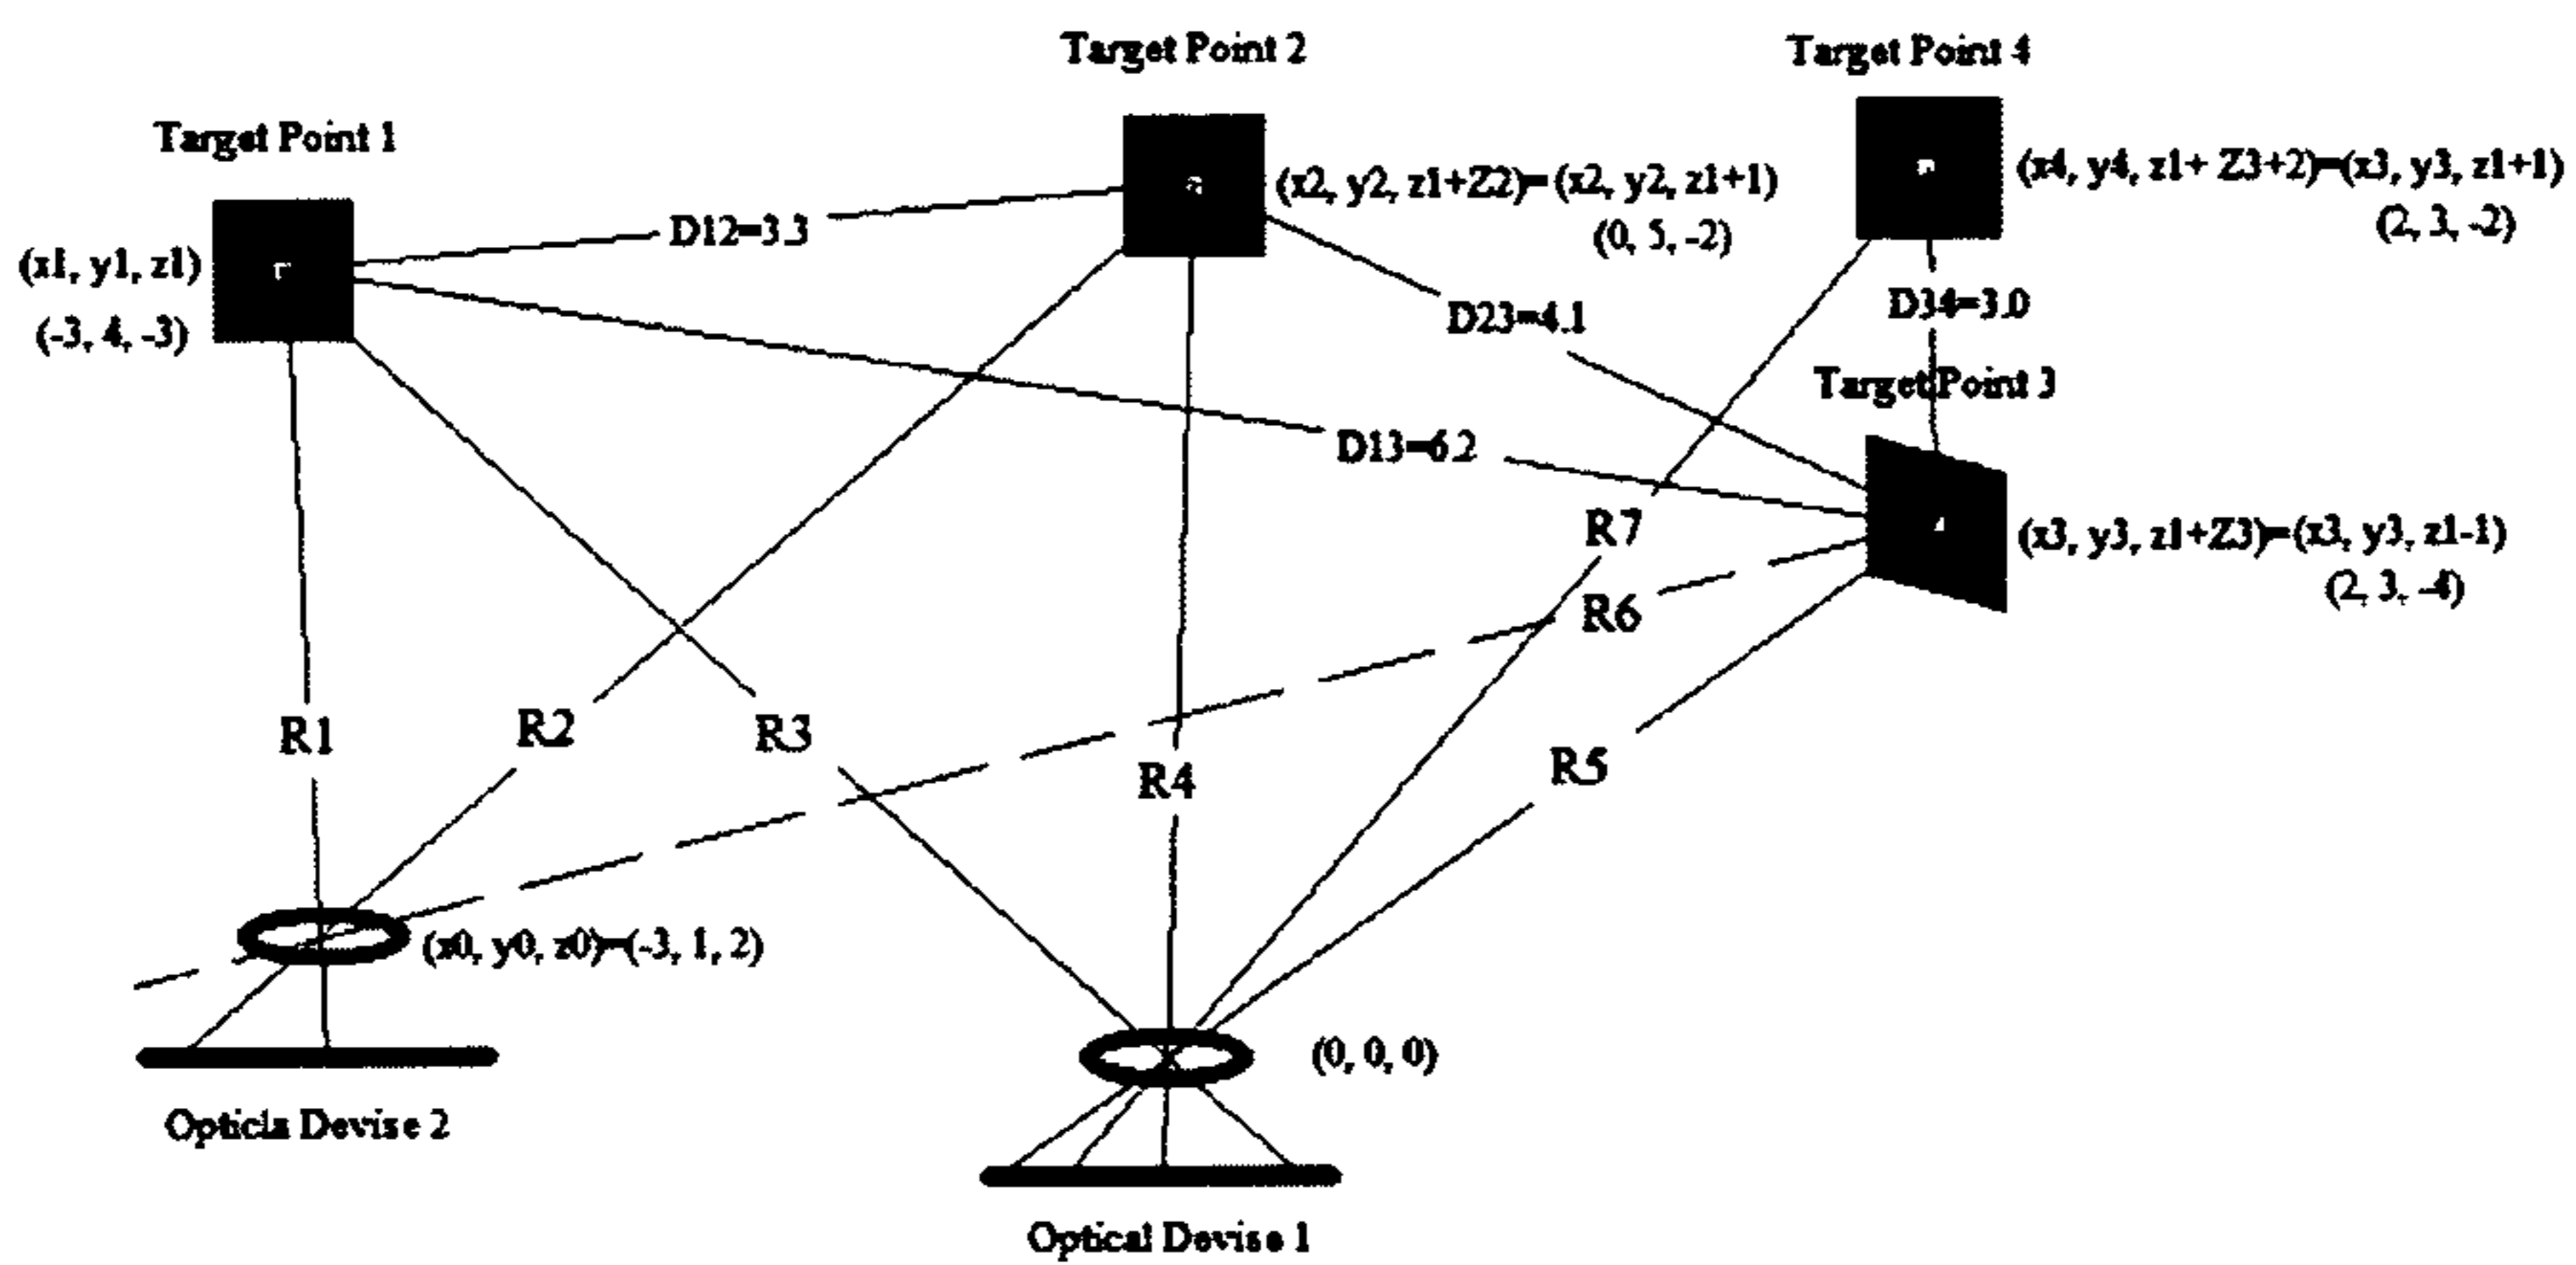 Target Point 2
Target Point 4
Target Point 1
(x4, y4, z1+ Z3+2)=(x3, y3, z1+1)
(2, 3, -2)
(x2, y2, z1+Z2)=(x2, y2, z1+1)
(0, 5, -2)
D12=3.3
(x1, y1, z1)
(-3, 4, -3)
D34=3.0
D23=4.1
Target Point 3
D13=6.2
R7
(x3, y3, z1+Z3)=(x3, y3, z1-1)
(2, 3, -4)
R6
R1
R2
R3
R4
R5
(x0, y0, z0)=(-3, 1, 2)
(0, 0, 0)
Opticla Devise 2
Optical Devise 1